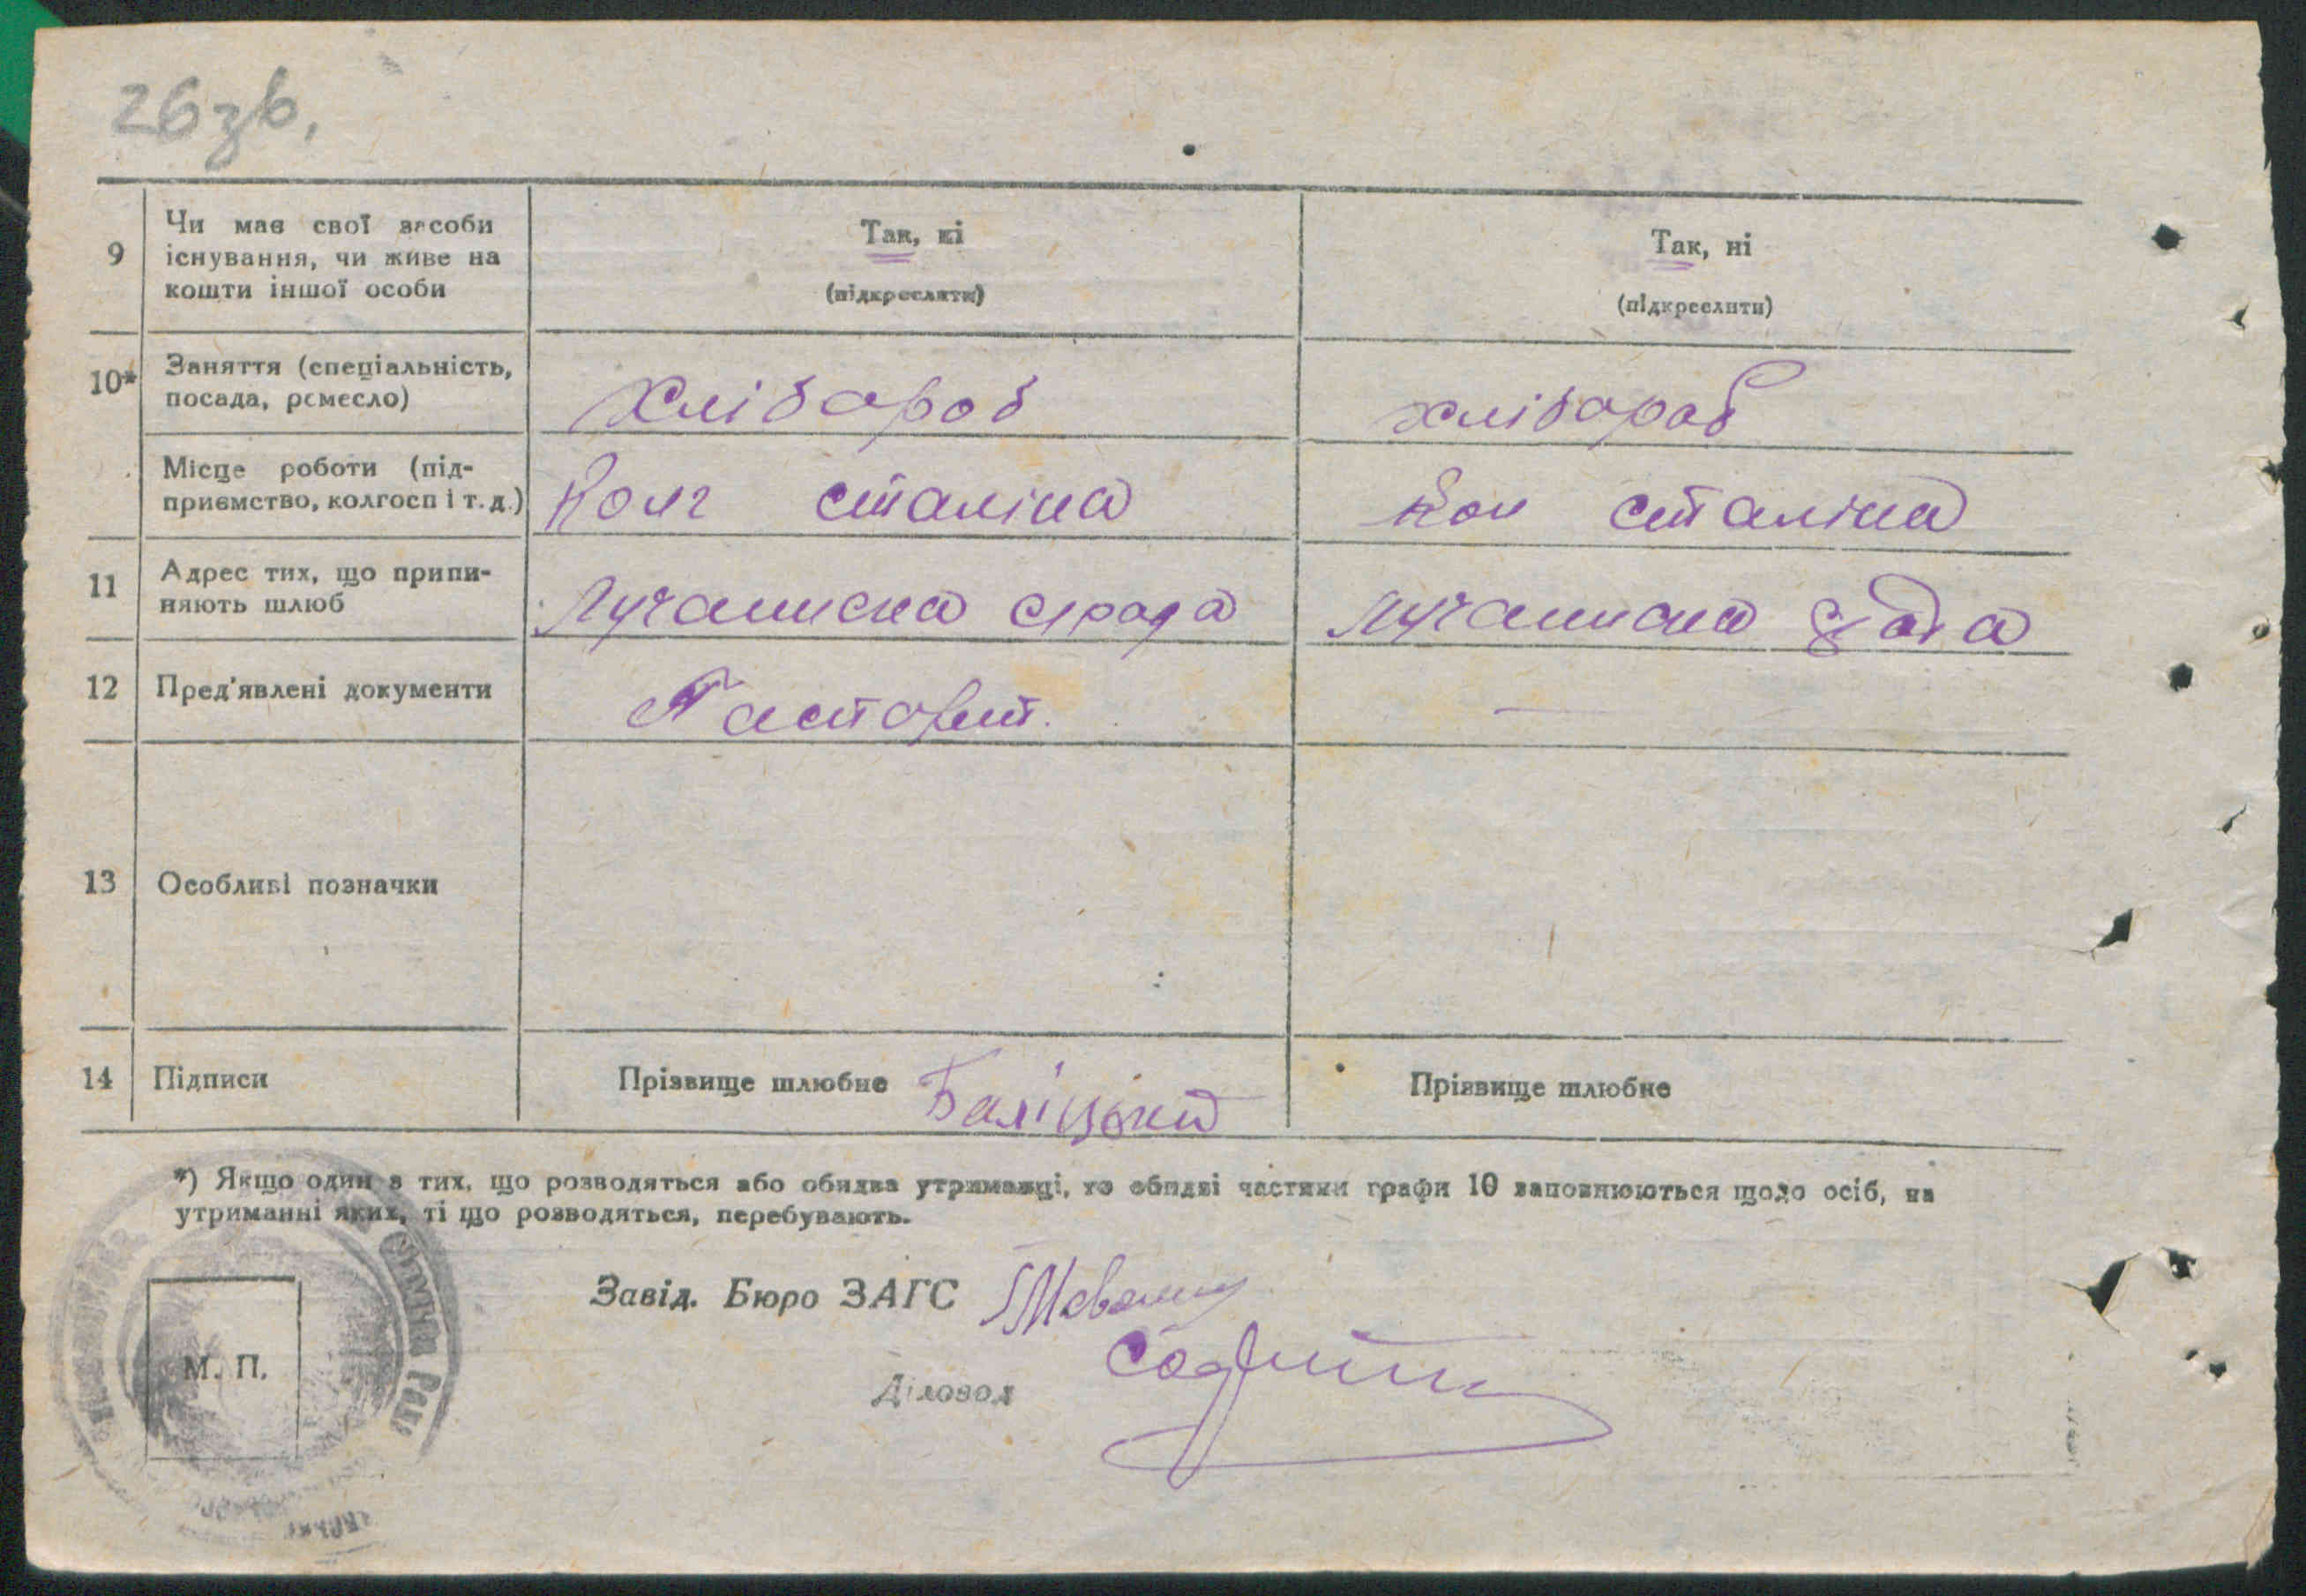 26 зв.
9
Чи має свої засоби
існування, чи живе на
кошти іншої особи
Так, ні
(підкреслити)
Так, ні
(підкреслити)
10*
Заняття (спеціальність,
посада, ремесло)
Хлібороб
хлібороб
Місце роботи (під-
приємство, колгосп і т. д.)
Колг сталіна
Кол сталіна
11
Адрес тих, що припи-
няють шлюб
Лучанська с/рада
Лучанська с/рада
12
Пред'явлені документи
Пасторт.
—
13
Особливі позначки
14
Підписи
Прізвище шлюбне Баліцька
Прізвище шлюбне
*) Якщо один з тих, що розводяться або обидва утриманці, то обидві частини графи 10 заповнюються щодо осіб, на
утриманні яких, ті що розводяться, перебувають.
Завід. Бюро ЗАГС
Діловод
М. П.